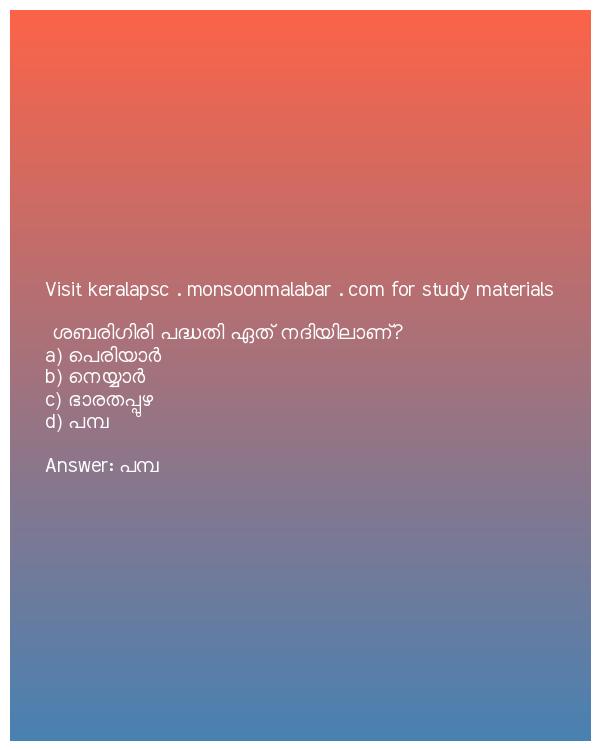 Visit keralapsc . monsoonmalabar . com for study materials
ശബരിഗിരി പദ്ധതി ഏത് നദിയിലാണ്?
a) പെരിയാർ
b) നെയ്യാർ
c) ഭാരതപ്പുഴ
d) പമ്പ
Answer: പമ്പ